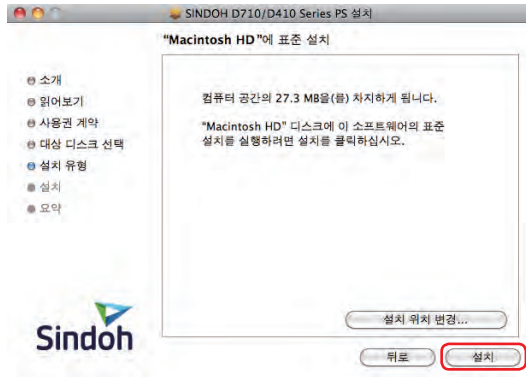 SINDOH D710/D410 Series PS 설치
“Macintosh HD”에 표준 설치
소개
읽어보기
사용권 계약
대상 디스크 선택
설치 유형
설치
요약
컴퓨터 공간의 27.3 MB을(를) 차지하게 됩니다.
“Macintosh HD” 디스크에 이 소프트웨어의 표준
설치를 실행하려면 설치를 클릭하십시오.
설치 위치 변경...
Sindoh
뒤로
설치